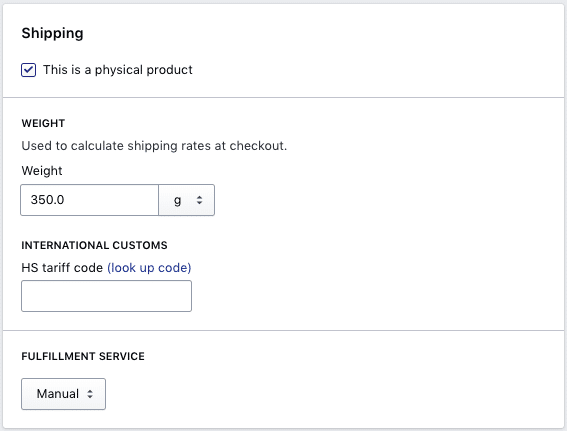 Shipping
This is a physical product
WEIGHT
Used to calculate shipping rates at checkout.
Weight
350.0 g
INTERNATIONAL CUSTOMS
HS tariff code (look up code)
FULFILLMENT SERVICE
Manual